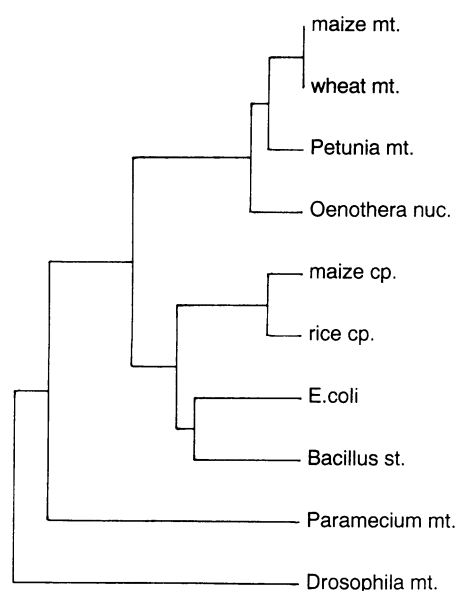 maize mt.
wheat mt.
Petunia mt.
Oenothera nuc.
maize cp.
rice cp.
E.coli
Bacillus st.
Paramecium mt.
Drosophila mt.